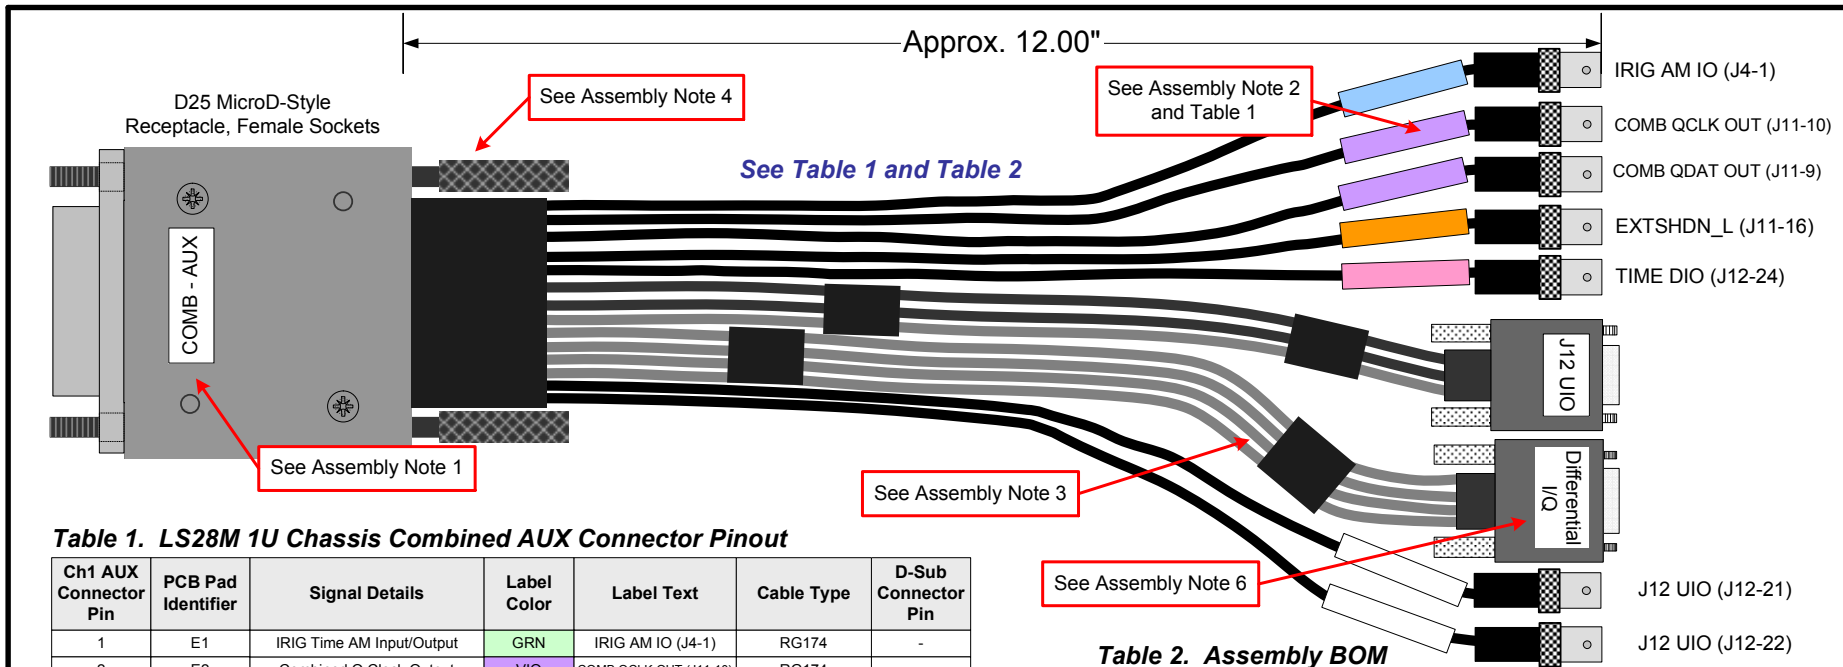 Approx. 12.00"
D25 MicroD-Style
Receptacle, Female Sockets
See Assembly Note 4
See Assembly Note 2
and Table 1
IRIG AM IO (J4-1)
COMB QCLK OUT (J11-10)
COMB QDAT OUT (J11-9)
EXTSHDN_L (J11-16)
TIME DIO (J12-24)
See Table 1 and Table 2
COMB - AUX
J12 UIO
Differential
I/Q
See Assembly Note 1
See Assembly Note 3
See Assembly Note 6
J12 UIO (J12-21)
J12 UIO (J12-22)
Table 1. LS28M 1U Chassis Combined AUX Connector Pinout
Ch1 AUX Connector Pin PCB Pad Identifier Signal Details Label Color Label Text Cable Type D-Sub Connector Pin
1 E1 IRIG Time AM Input/Output GRN IRIG AM IO (J4-1) RG174 -
Table 2. Assembly BOM